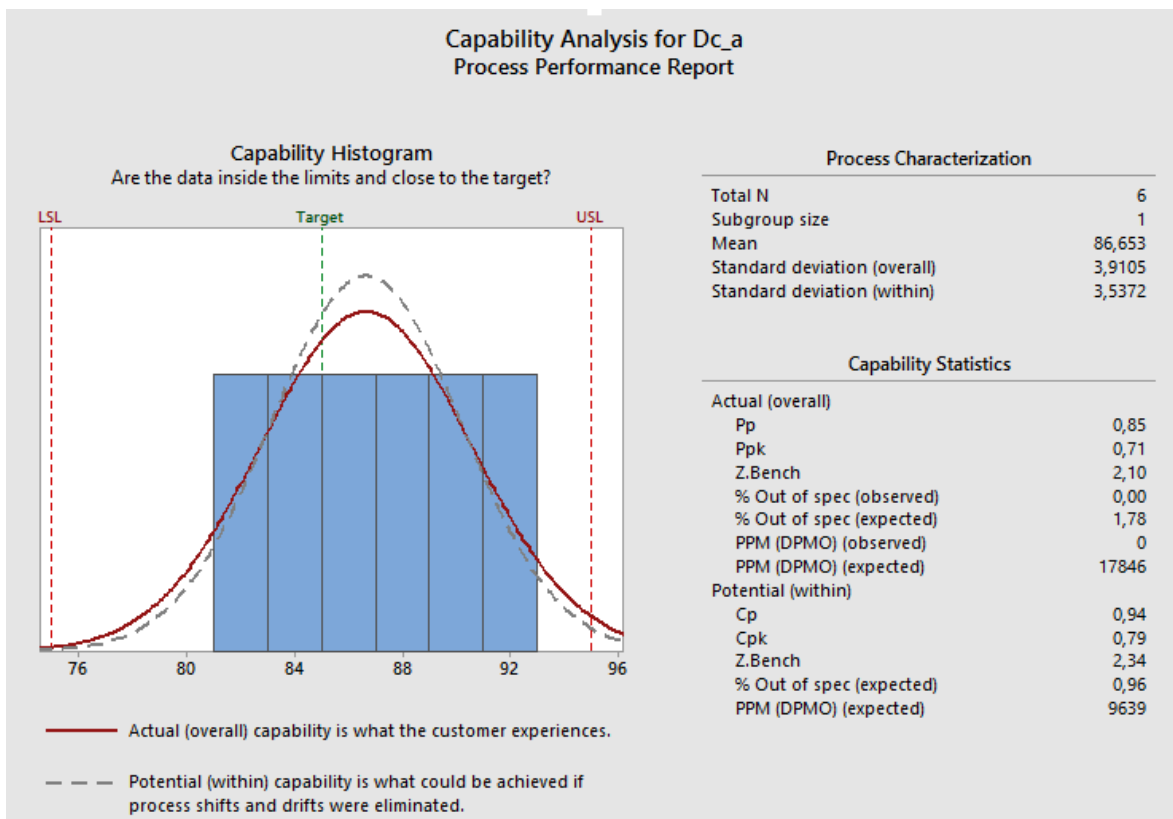 Capability Analysis for Dc_a
Process Performance Report
Capability Histogram
Are the data inside the limits and close to the target?
LSL Target USL
76 80 84 88 92 96
Actual (overall) capability is what the customer experiences.
Potential (within) capability is what could be achieved if
process shifts and drifts were eliminated.
Process Characterization
Total N 6
Subgroup size 1
Mean 86,653
Standard deviation (overall) 3,9105
Standard deviation (within) 3,5372
Capability Statistics
Actual (overall)
Pp 0,85
Ppk 0,71
Z.Bench 2,10
% Out of spec (observed) 0,00
% Out of spec (expected) 1,78
PPM (DPMO) (observed) 0
PPM (DPMO) (expected) 17846
Potential (within)
Cp 0,94
Cpk 0,79
Z.Bench 2,34
% Out of spec (expected) 0,96
PPM (DPMO) (expected) 9639